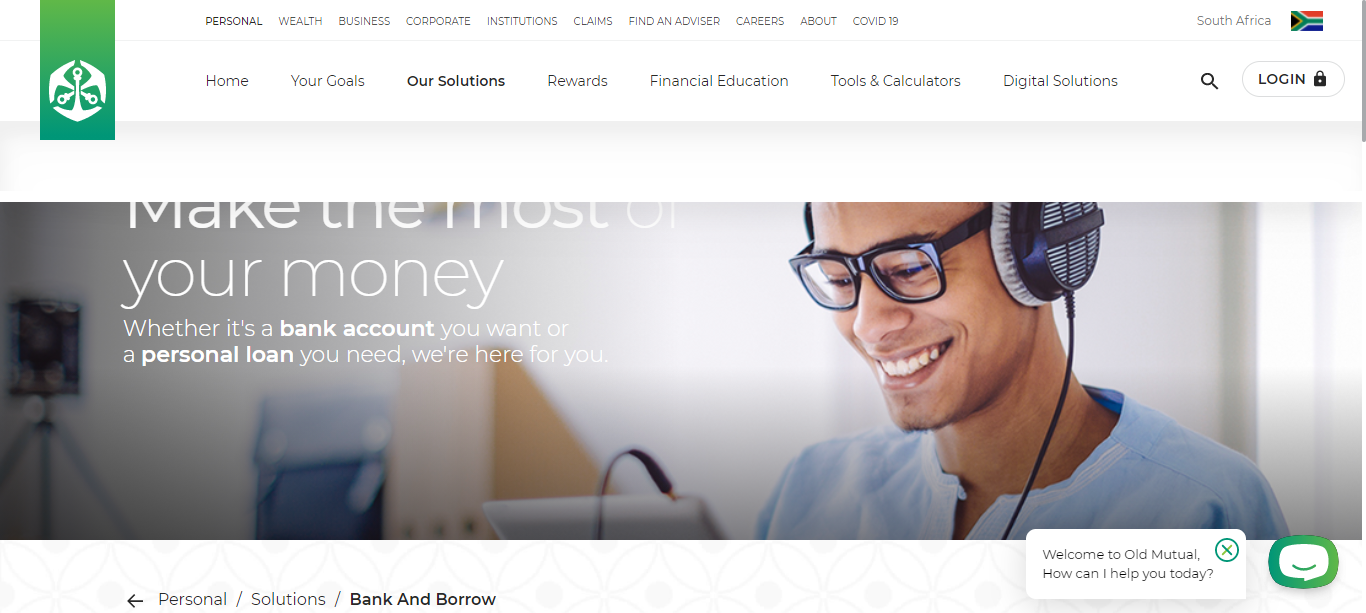 PERSONAL WEALTH BUSINESS CORPORATE INSTITUTIONS CLAIMS FIND AN ADVISER CAREERS ABOUT COVID 19 South Africa
Home Your Goals Our Solutions Rewards Financial Education Tools & Calculators Digital Solutions LOGIN
Make the most of
your money
Whether it's a bank account you want or
a personal loan you need, we're here for you.
Welcome to Old Mutual,
How can I help you today?
Personal / Solutions / Bank And Borrow